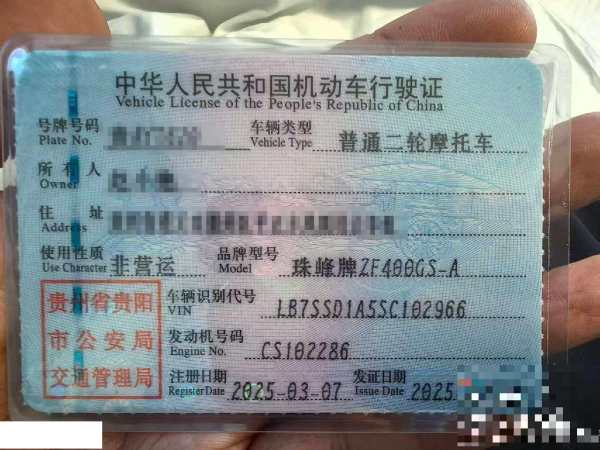 中华人民共和国机动车行驶证
Vehicle License of the People's Republic of China
号牌号码 Plate No. 车辆类型 Vehicle Type 普通二轮摩托车
所有人 Owner
住址 Address
使用性质 Use Character 非营运 品牌型号 Model 珠峰牌ZF400GS-A
贵州省贵阳市公安局交通管理局
车辆识别代号 VIN LB7SSD1A5SC102966
发动机号码 Engine No. CS102286
注册日期 Register Date 2025-03-07 发证日期 Issue Date 2025